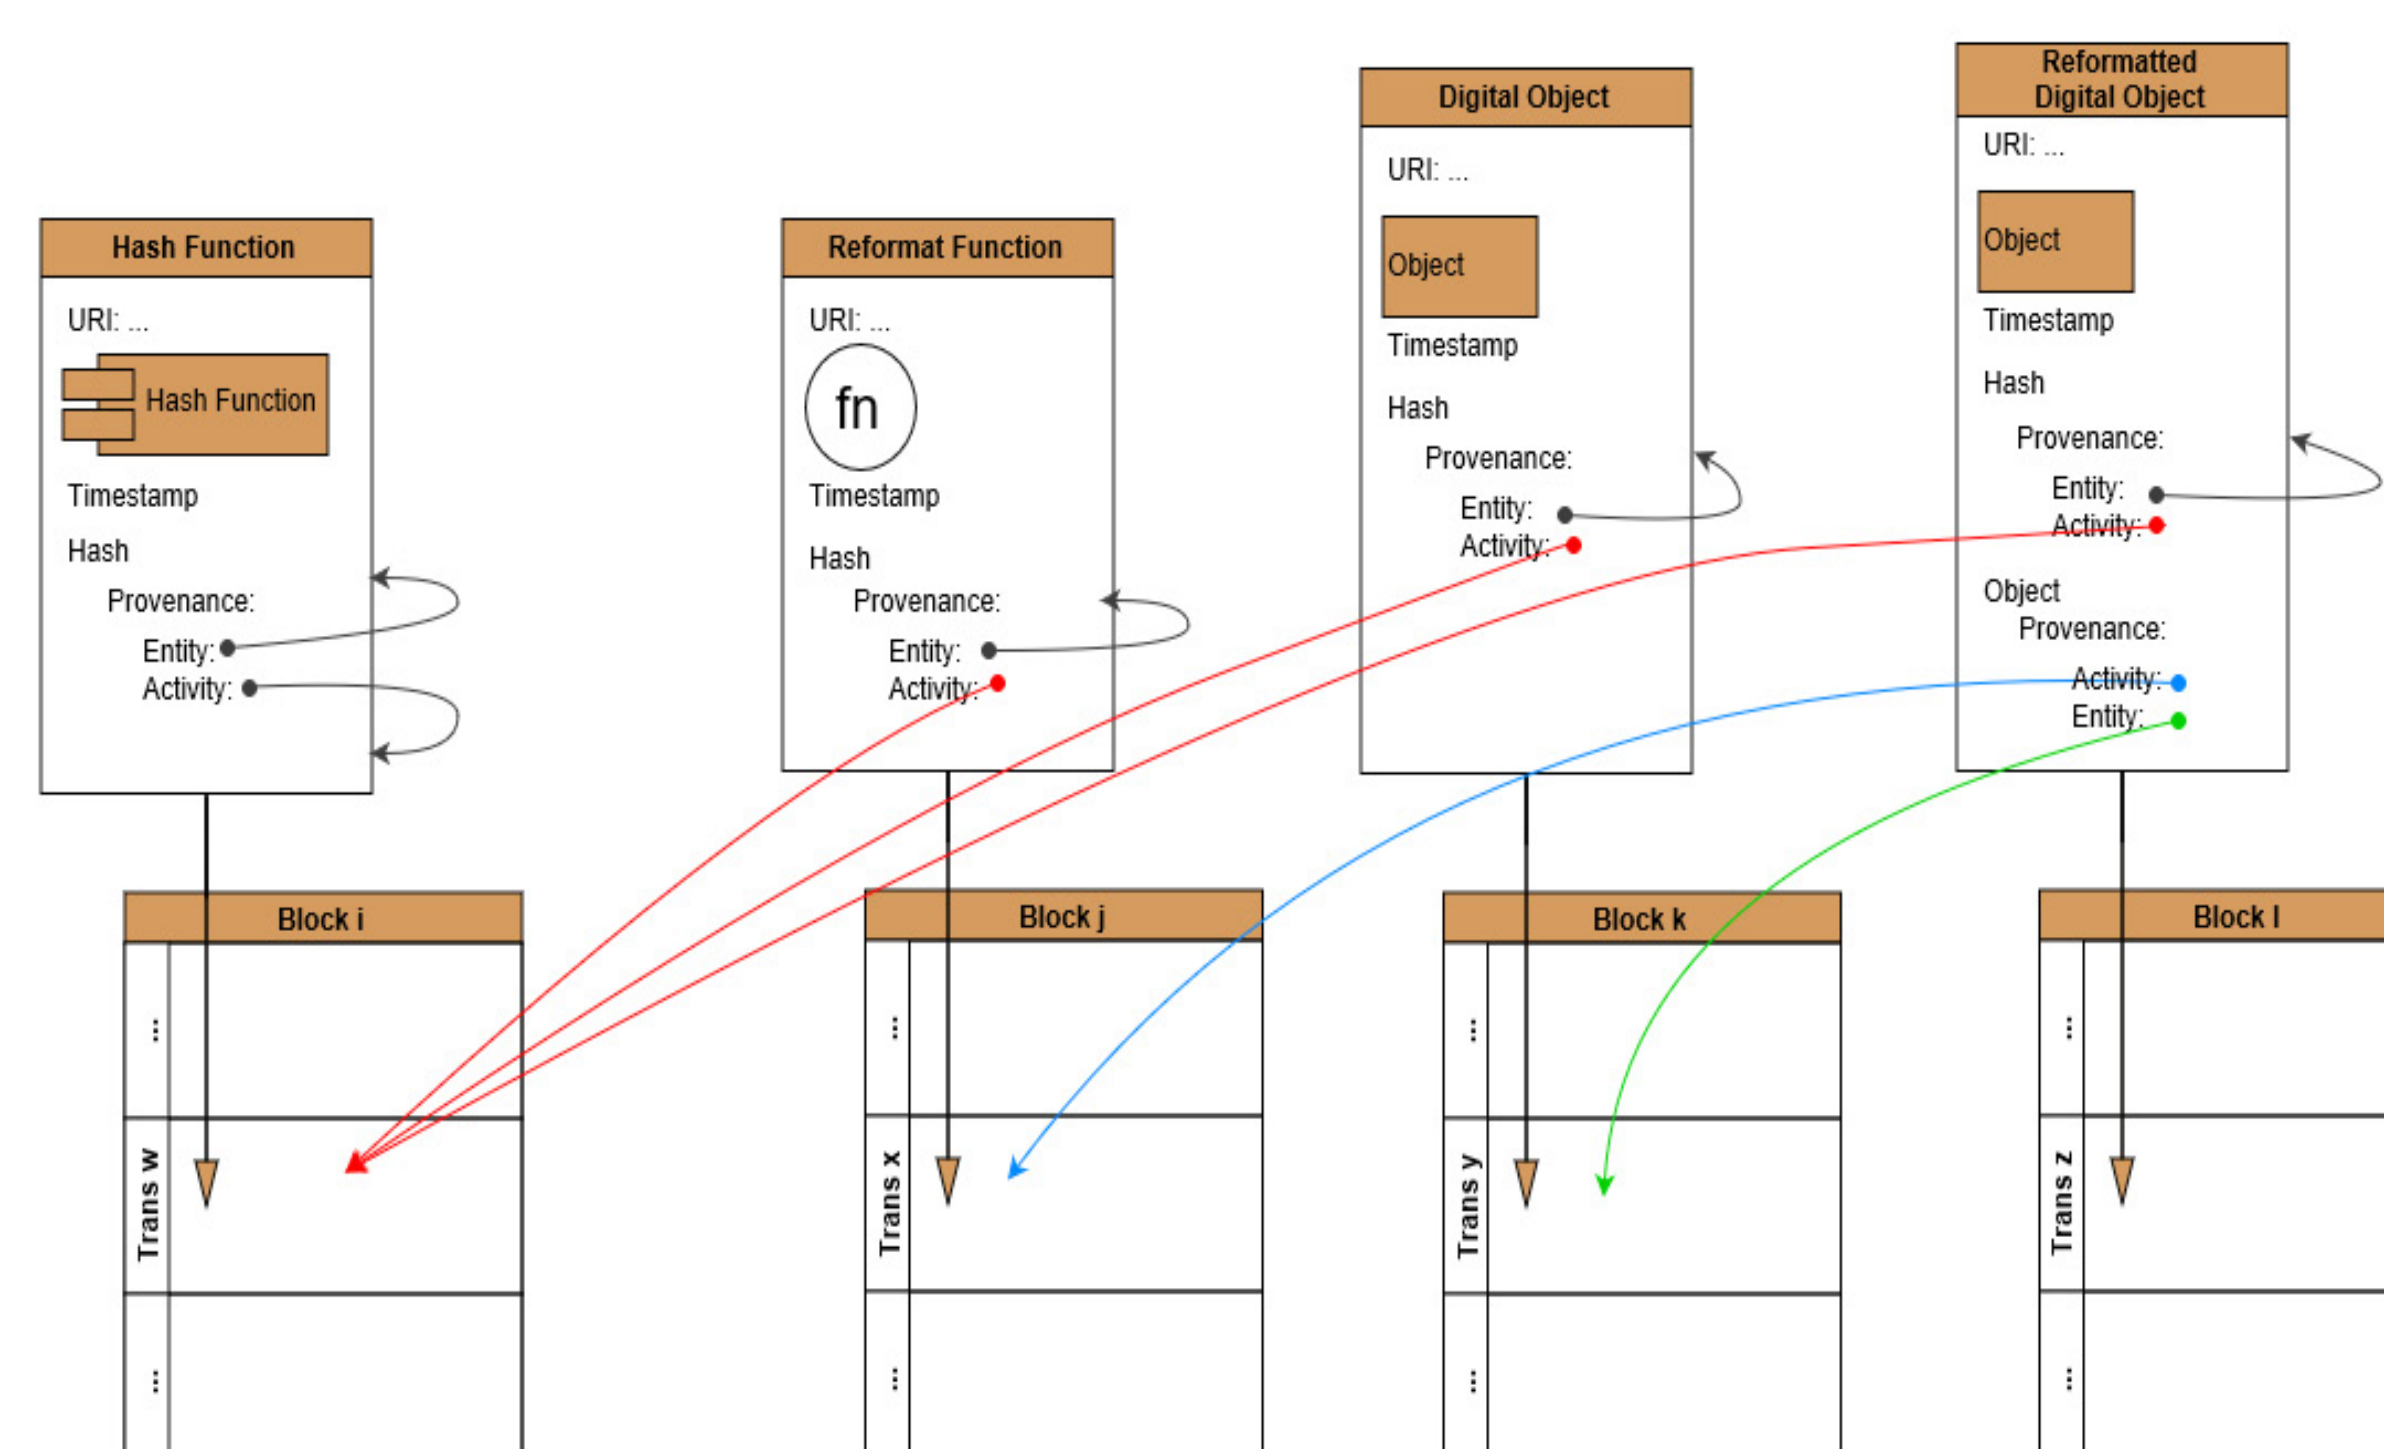 Hash Function
URI: ...
Hash Function
Timestamp
Hash
Provenance:
Entity:
Activity:
Reformat Function
URI: ...
fn
Timestamp
Hash
Provenance:
Entity:
Activity:
Digital Object
URI: ...
Object
Timestamp
Hash
Provenance:
Entity:
Activity:
Reformatted
Digital Object
URI: ...
Object
Timestamp
Hash
Provenance:
Entity:
Activity:
Object
Provenance:
Activity:
Entity:
Block i
...
Trans w
...
Block j
...
Trans x
...
Block k
...
Trans y
...
Block l
...
Trans z
...